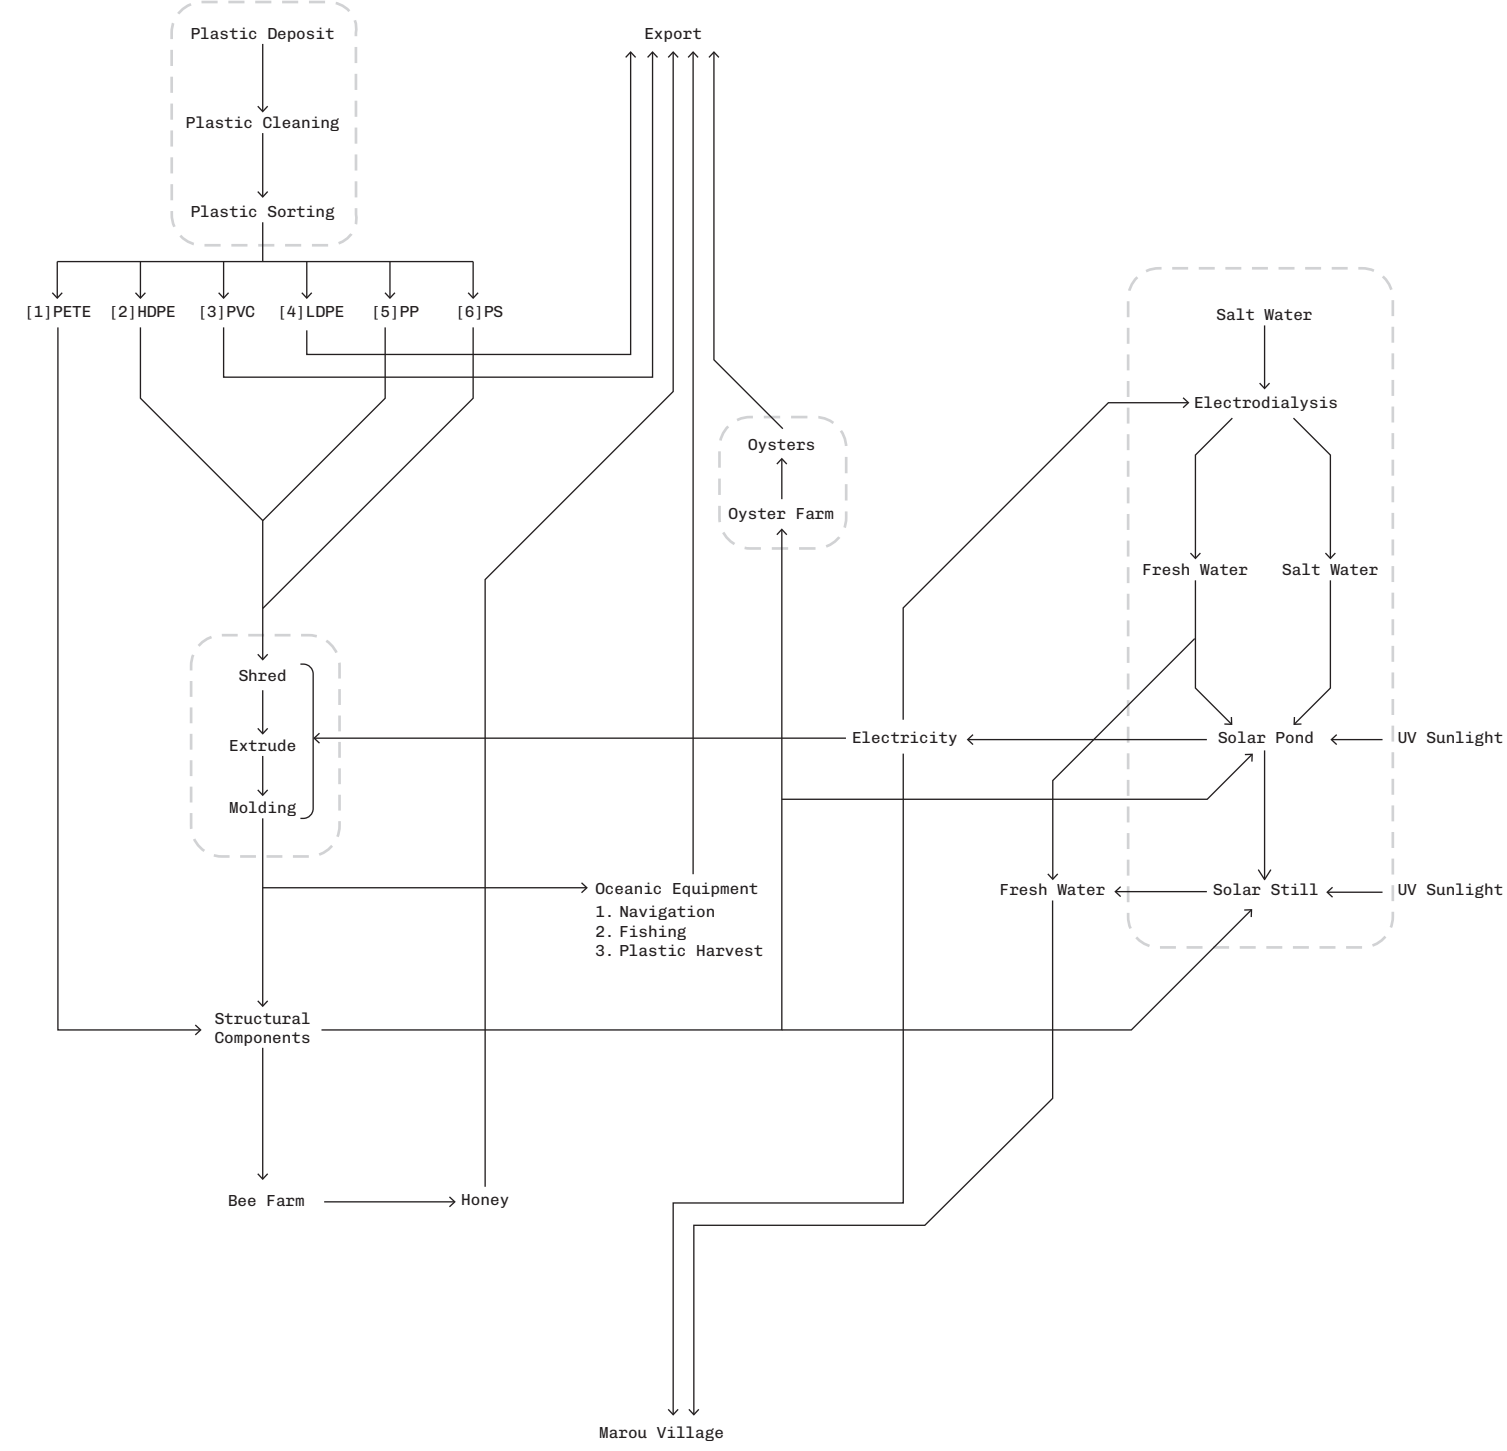 Plastic Deposit
Export
Plastic Cleaning
Plastic Sorting
[1]PETE
[2]HDPE
[3]PVC
[4]LDPE
[5]PP
[6]PS
Salt Water
Electrodialysis
Oysters
Oyster Farm
Fresh Water
Salt Water
Shred
Extrude
Molding
Electricity
Solar Pond
UV Sunlight
Oceanic Equipment
1. Navigation
2. Fishing
3. Plastic Harvest
Fresh Water
Solar Still
UV Sunlight
Structural
Components
Bee Farm
Honey
Marou Village